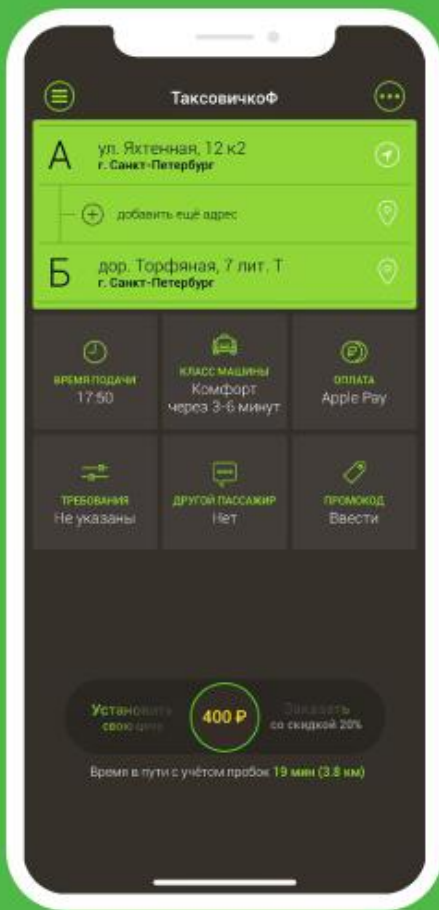 ТаксовичкоФ
А
ул. Яхтенная, 12 к2
г. Санкт-Петербург
добавить ещё адрес
Б
дор. Торфяная, 7 лит. Т
г. Санкт-Петербург
ВРЕМЯ ПОДАЧИ
17:50
КЛАСС МАШИНЫ
Комфорт
через 3-6 минут
ОПЛАТА
Apple Pay
ТРЕБОВАНИЯ
Не указаны
ДРУГОЙ ПАССАЖИР
Нет
ПРОМОКОД
Ввести
Установить
свою цену
400 ₽
Заказать
со скидкой 20%
Время в пути с учётом пробок 19 мин (3.8 км)